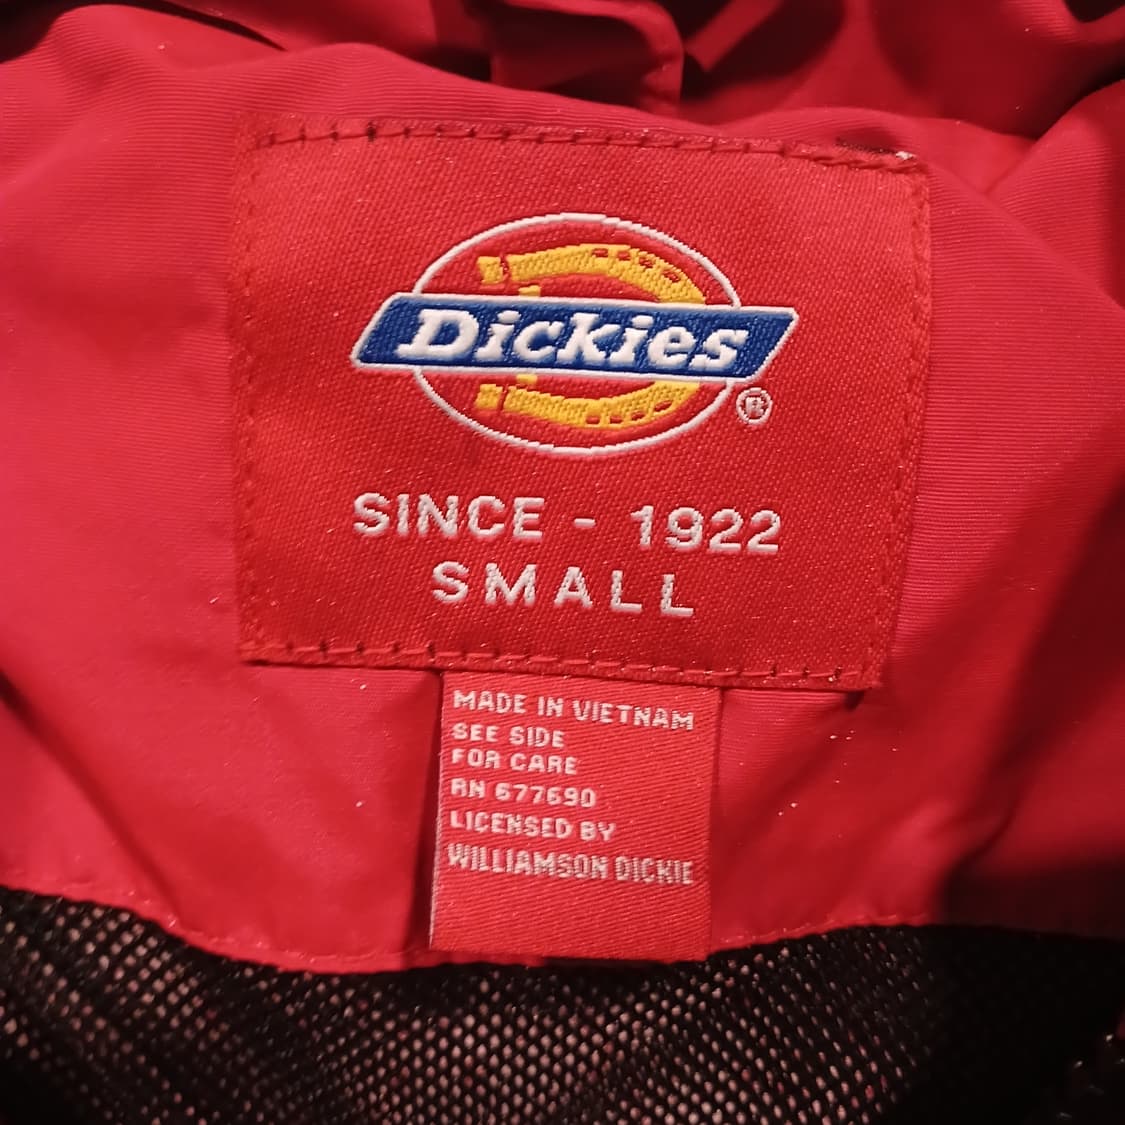 Dickies
®
SINCE - 1922
SMALL
MADE IN VIETNAM
SEE SIDE
FOR CARE
RN 677690
LICENSED BY
WILLIAMSON DICKIE